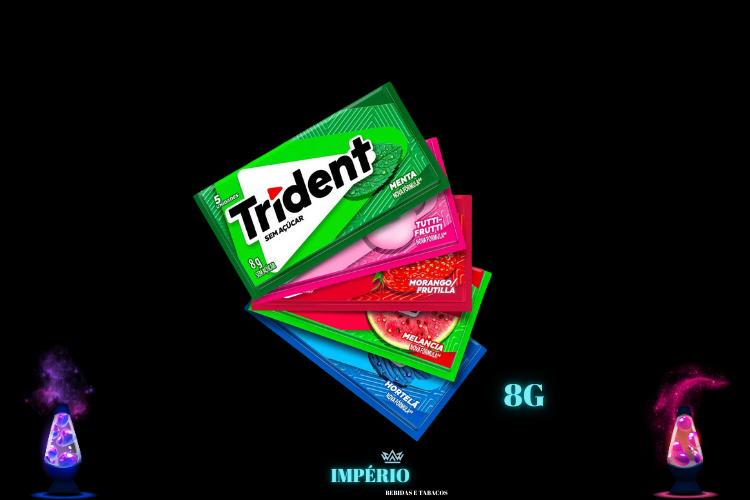 5
UNIDADES
Trident
SEM AÇÚCAR
8g
MENTA
NOVA FÓRMULA
TUTTI-
FRUTTI
NOVA FÓRMULA
MORANGO/
FRUTILLA
MELANCIA
NOVA FÓRMULA
HORTELÃ
NOVA FÓRMULA
8G
IMPÉRIO
BEBIDAS E TABACOS